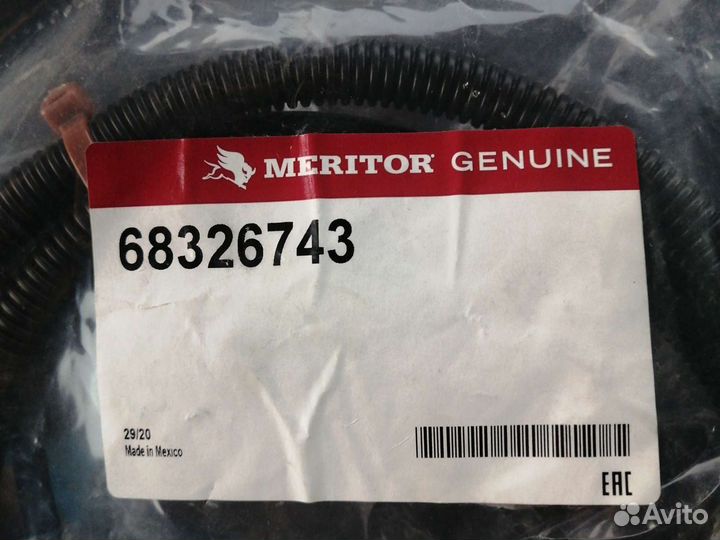 MERITOR GENUINE
68326743
29/20
Made in Mexico
EAC
Avito